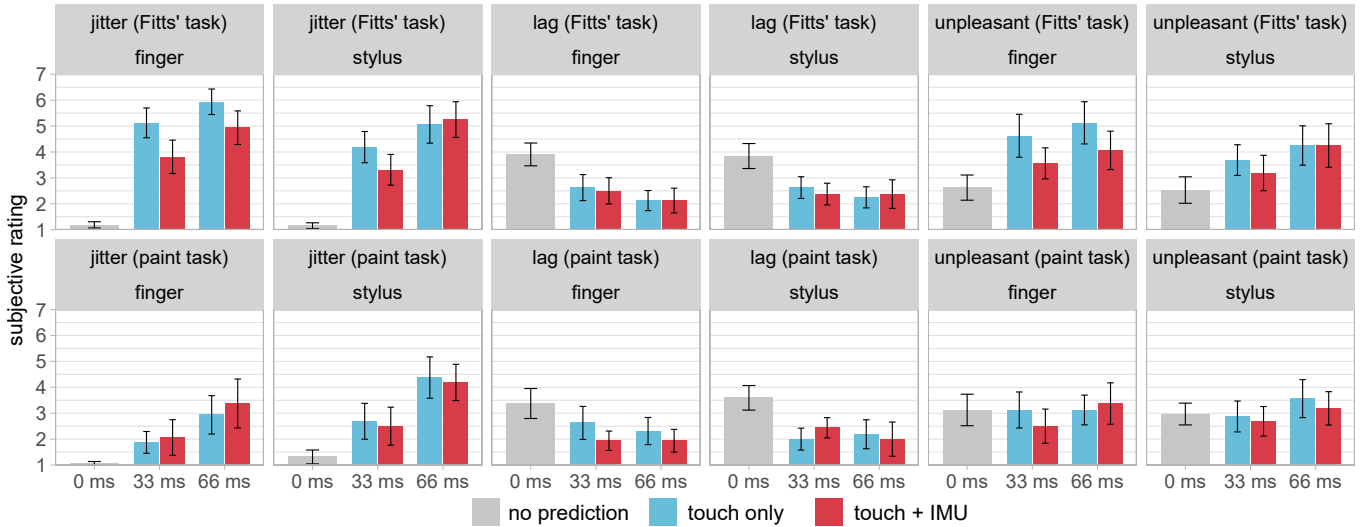 jitter (Fitts' task) jitter (Fitts' task) lag (Fitts' task) lag (Fitts' task) unpleasant (Fitts' task) unpleasant (Fitts' task)
finger stylus finger stylus finger stylus
7
6
5
4
3
2
1
subjective rating
jitter (paint task) jitter (paint task) lag (paint task) lag (paint task) unpleasant (paint task) unpleasant (paint task)
finger stylus finger stylus finger stylus
7
6
5
4
3
2
1
0 ms 33 ms 66 ms 0 ms 33 ms 66 ms 0 ms 33 ms 66 ms 0 ms 33 ms 66 ms 0 ms 33 ms 66 ms 0 ms 33 ms 66 ms
no prediction touch only touch + IMU